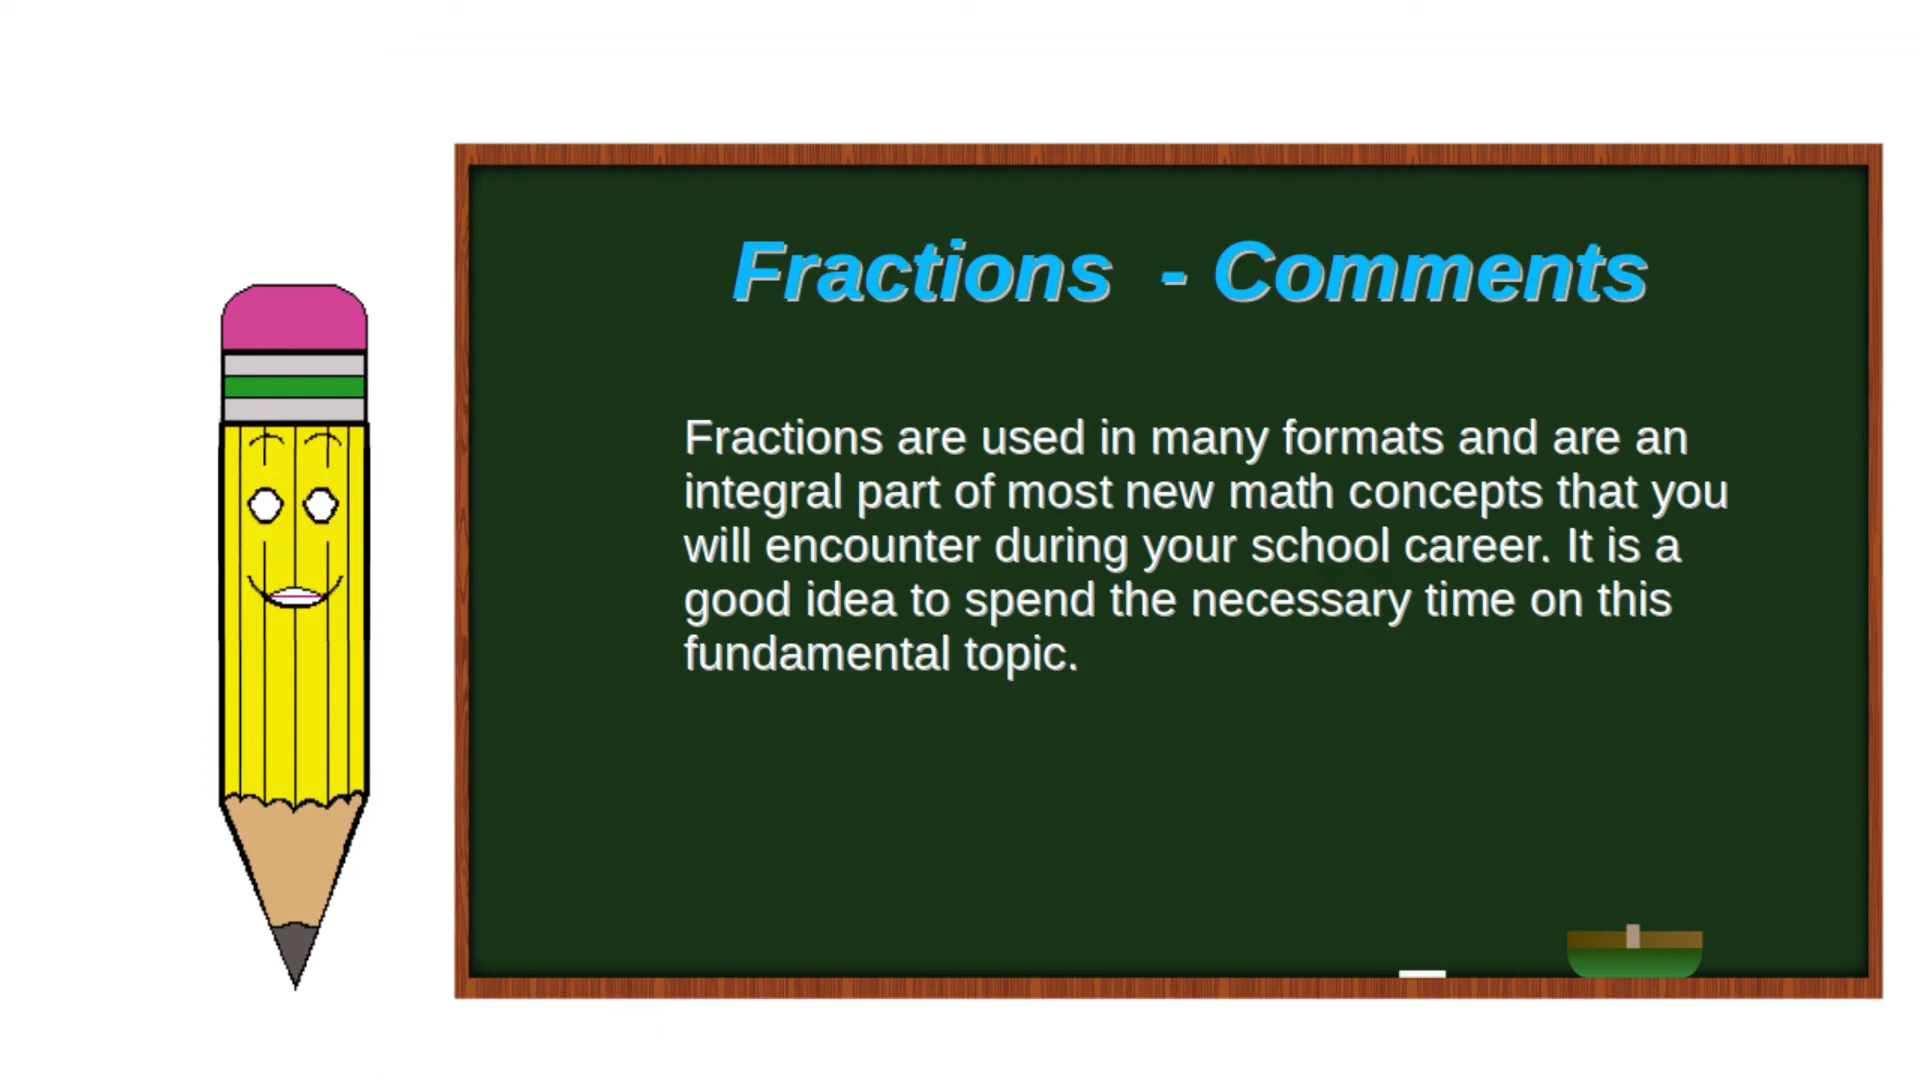 Fractions - Comments
Fractions are used in many formats and are an
integral part of most new math concepts that you
will encounter during your school career. It is a
good idea to spend the necessary time on this
fundamental topic.